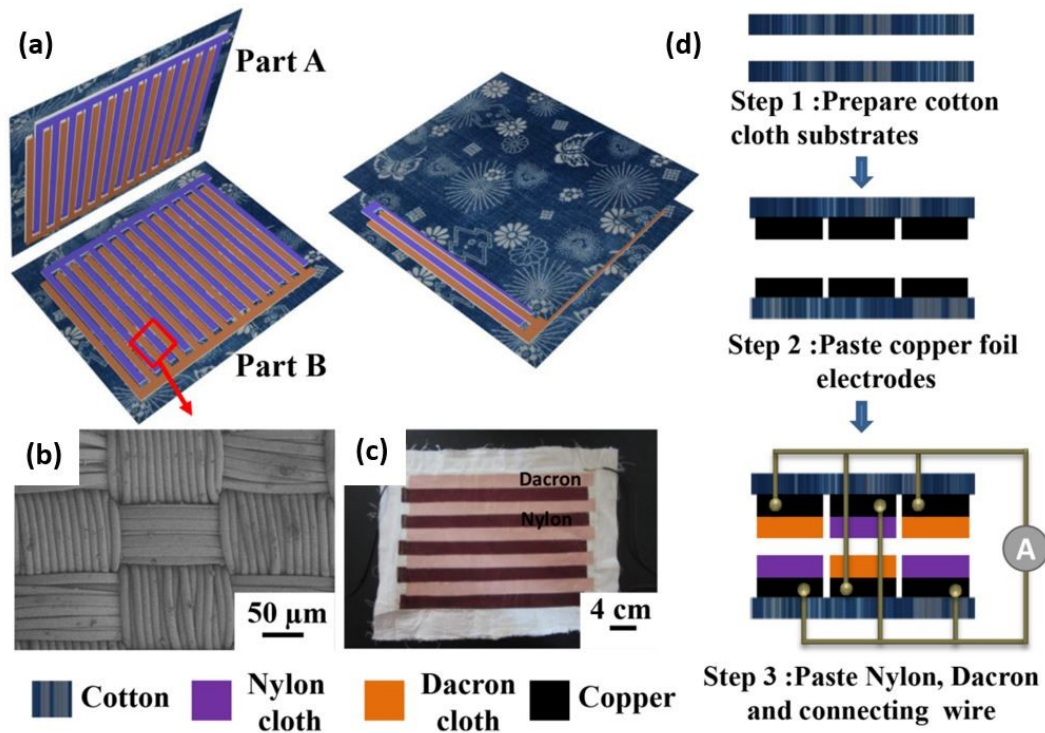 (a)
Part A
Part B
(b)
50 μm
(c)
Dacron
Nylon
4 cm
(d)
Step 1 :Prepare cotton
cloth substrates
Step 2 :Paste copper foil
electrodes
A
Step 3 :Paste Nylon, Dacron
and connecting wire
Cotton
Nylon
cloth
Dacron
cloth
Copper